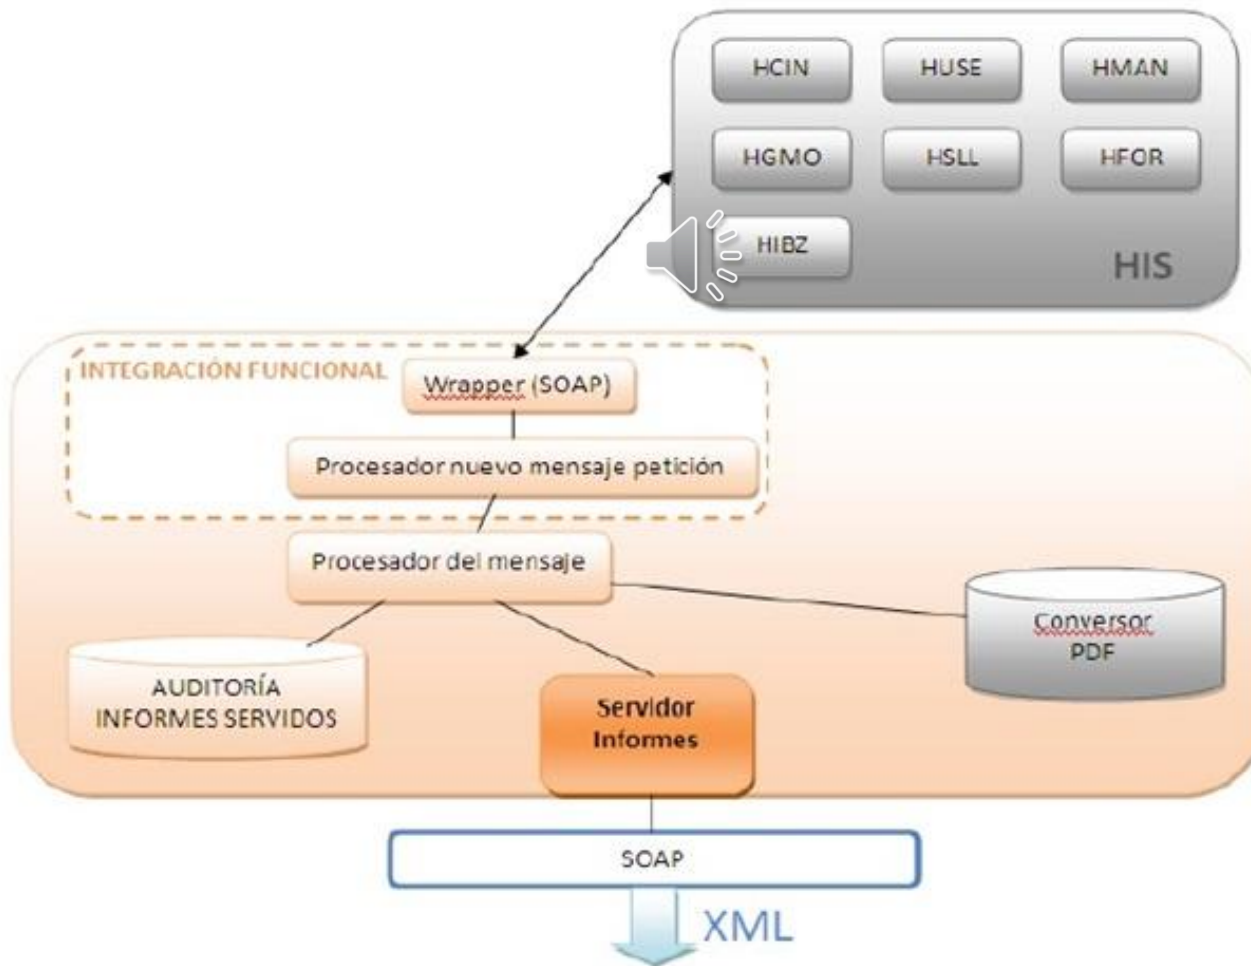 HCIN
HUSE
HMAN
HGMO
HSLL
HFOR
HIBZ
HIS
INTEGRACIÓN FUNCIONAL
Wrapper (SOAP)
Procesador nuevo mensaje petición
Procesador del mensaje
Conversor
PDF
AUDITORÍA
INFORMES SERVIDOS
Servidor
Informes
SOAP
XML